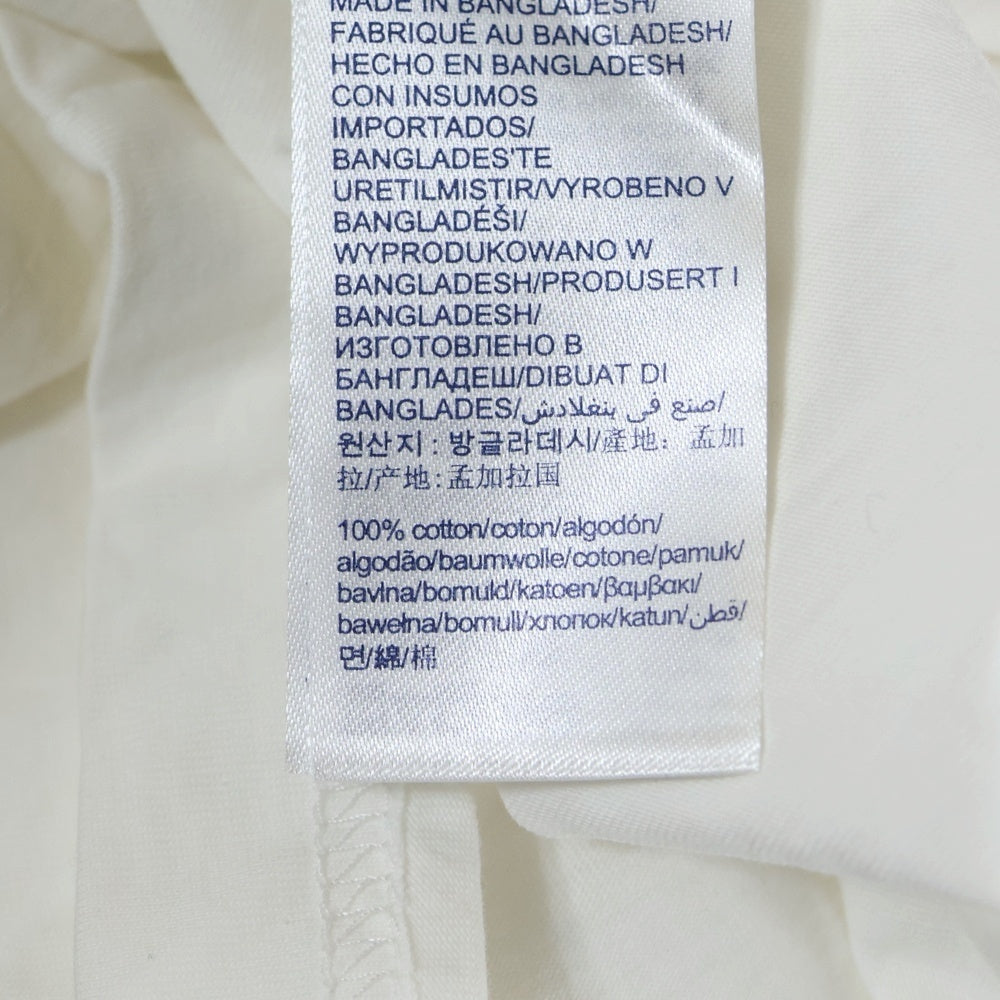 MADE IN BANGLADESH/
FABRIQUÉ AU BANGLADESH/
HECHO EN BANGLADESH
CON INSUMOS
IMPORTADOS/
BANGLADES'TE
URETILMISTIR/VYROBENO V
BANGLADÉŠI/
WYPRODUKOWANO W
BANGLADESH/PRODUSERT I
BANGLADESH/
ИЗГОТОВЛЕНО В
БАНГЛАДЕШ/DIBUAT DI
BANGLADES/صنع في بنغلادش/
원산지: 방글라데시/產地: 孟加
拉/产地:孟加拉国
100% cotton/coton/algodón/
algodão/baumwolle/cotone/pamuk/
bavlna/bomuld/katoen/βαμβακι/
bawełna/bomull/хлопок/katun/قطن/
면/綿/棉